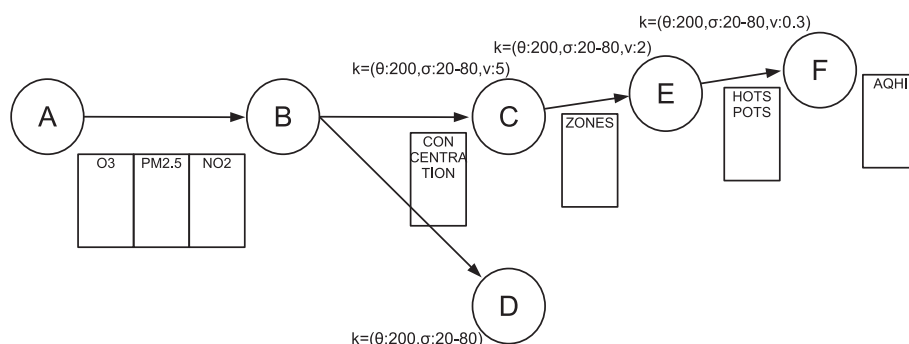 k=(θ:200,σ:20-80,v:0.3)
k=(θ:200,σ:20-80,v:2)
k=(θ:200,σ:20-80,v:5)
A
B
C
E
F
O3
PM2.5
NO2
CON
CENTRA
TION
ZONES
HOTS
POTS
AQHI
D
k=(θ:200,σ:20-80)